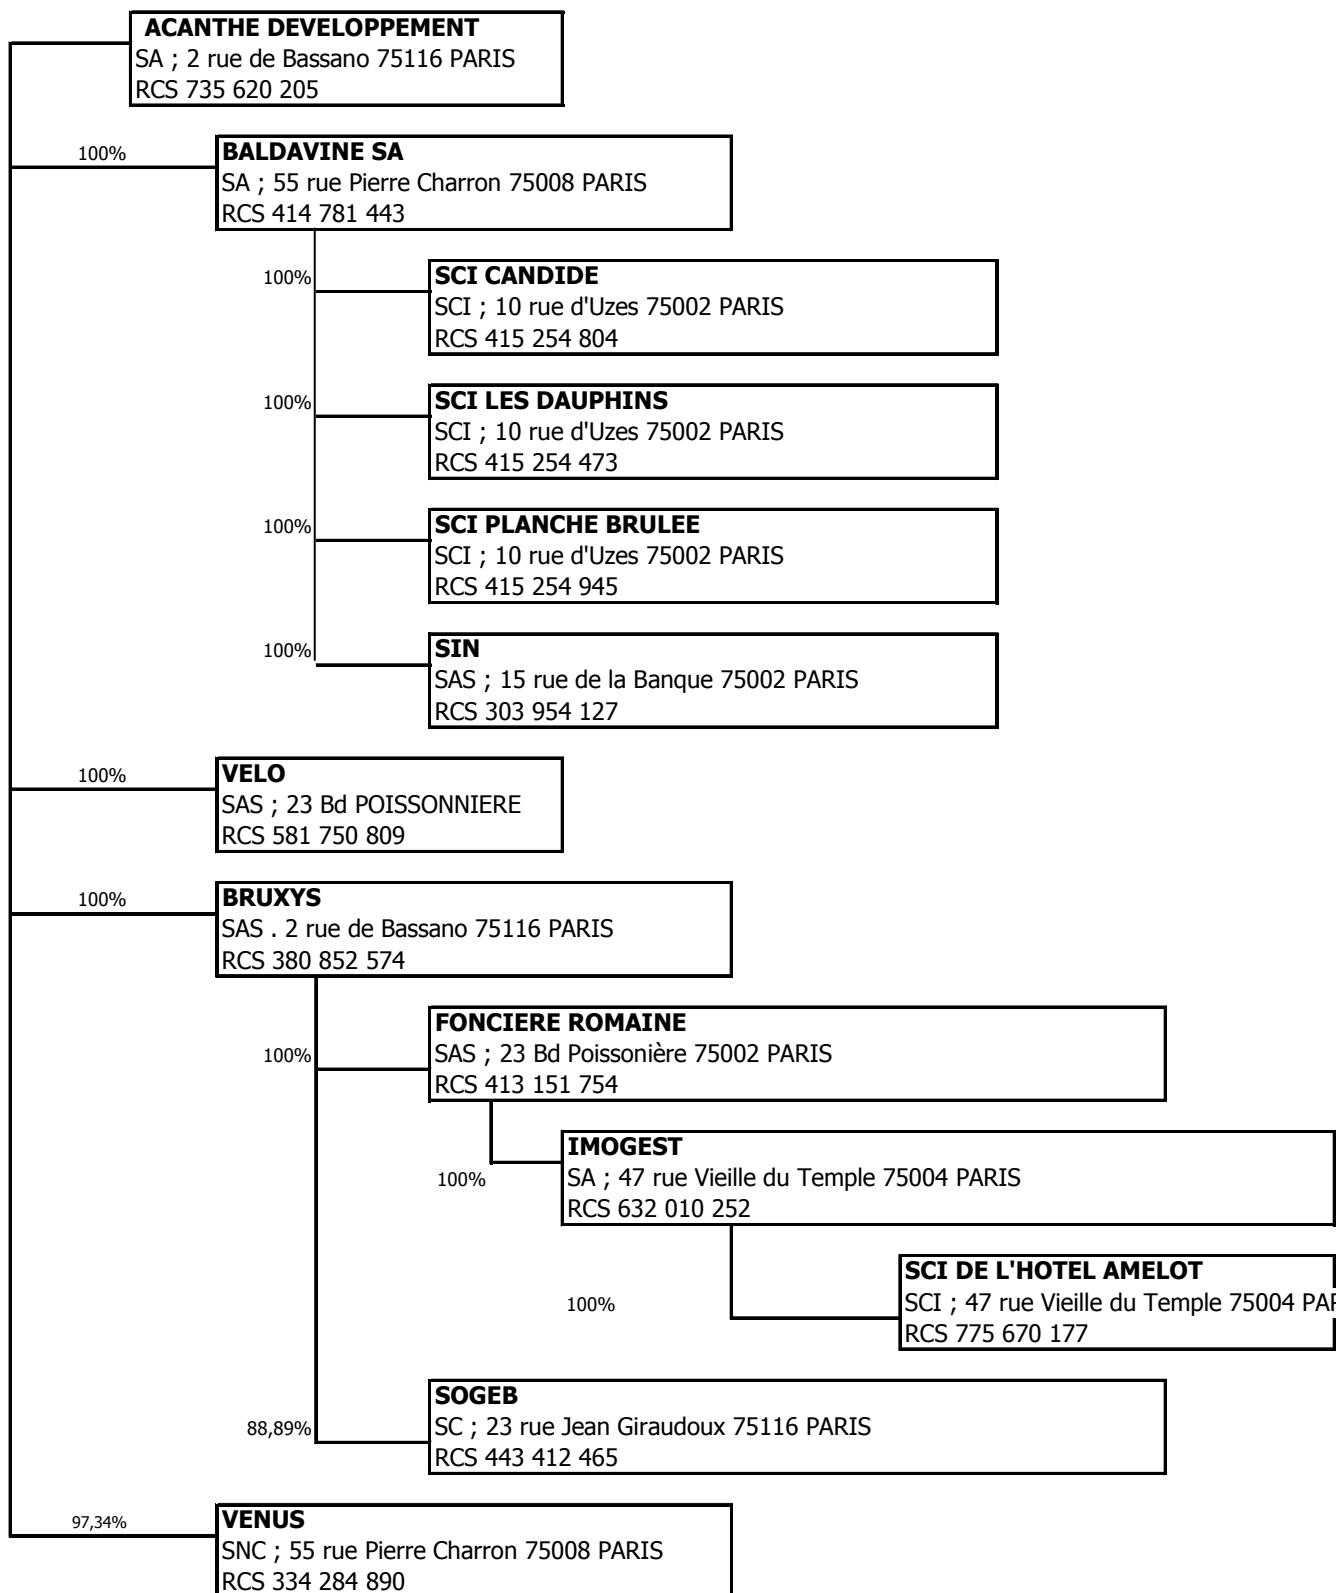 ACANTHE DEVELOPPEMENT
SA ; 2 rue de Bassano 75116 PARIS
RCS 735 620 205
100%
BALDAVINE SA
SA ; 55 rue Pierre Charron 75008 PARIS
RCS 414 781 443
100%
SCI CANDIDE
SCI ; 10 rue d'Uzes 75002 PARIS
RCS 415 254 804
100%
SCI LES DAUPHINS
SCI ; 10 rue d'Uzes 75002 PARIS
RCS 415 254 473
100%
SCI PLANCHE BRULEE
SCI ; 10 rue d'Uzes 75002 PARIS
RCS 415 254 945
100%
SIN
SAS ; 15 rue de la Banque 75002 PARIS
RCS 303 954 127
100%
VELO
SAS ; 23 Bd POISSONNIERE
RCS 581 750 809
100%
BRUXYS
SAS . 2 rue de Bassano 75116 PARIS
RCS 380 852 574
100%
FONCIERE ROMAINE
SAS ; 23 Bd Poissonière 75002 PARIS
RCS 413 151 754
100%
IMOGEST
SA ; 47 rue Vieille du Temple 75004 PARIS
RCS 632 010 252
100%
SCI DE L'HOTEL AMELOT
SCI ; 47 rue Vieille du Temple 75004
RCS 775 670 177
88,89%
SOGEB
SC ; 23 rue Jean Giraudoux 75116 PARIS
RCS 443 412 465
97,34%
VENUS
SNC ; 55 rue Pierre Charron 75008 PARIS
RCS 334 284 890